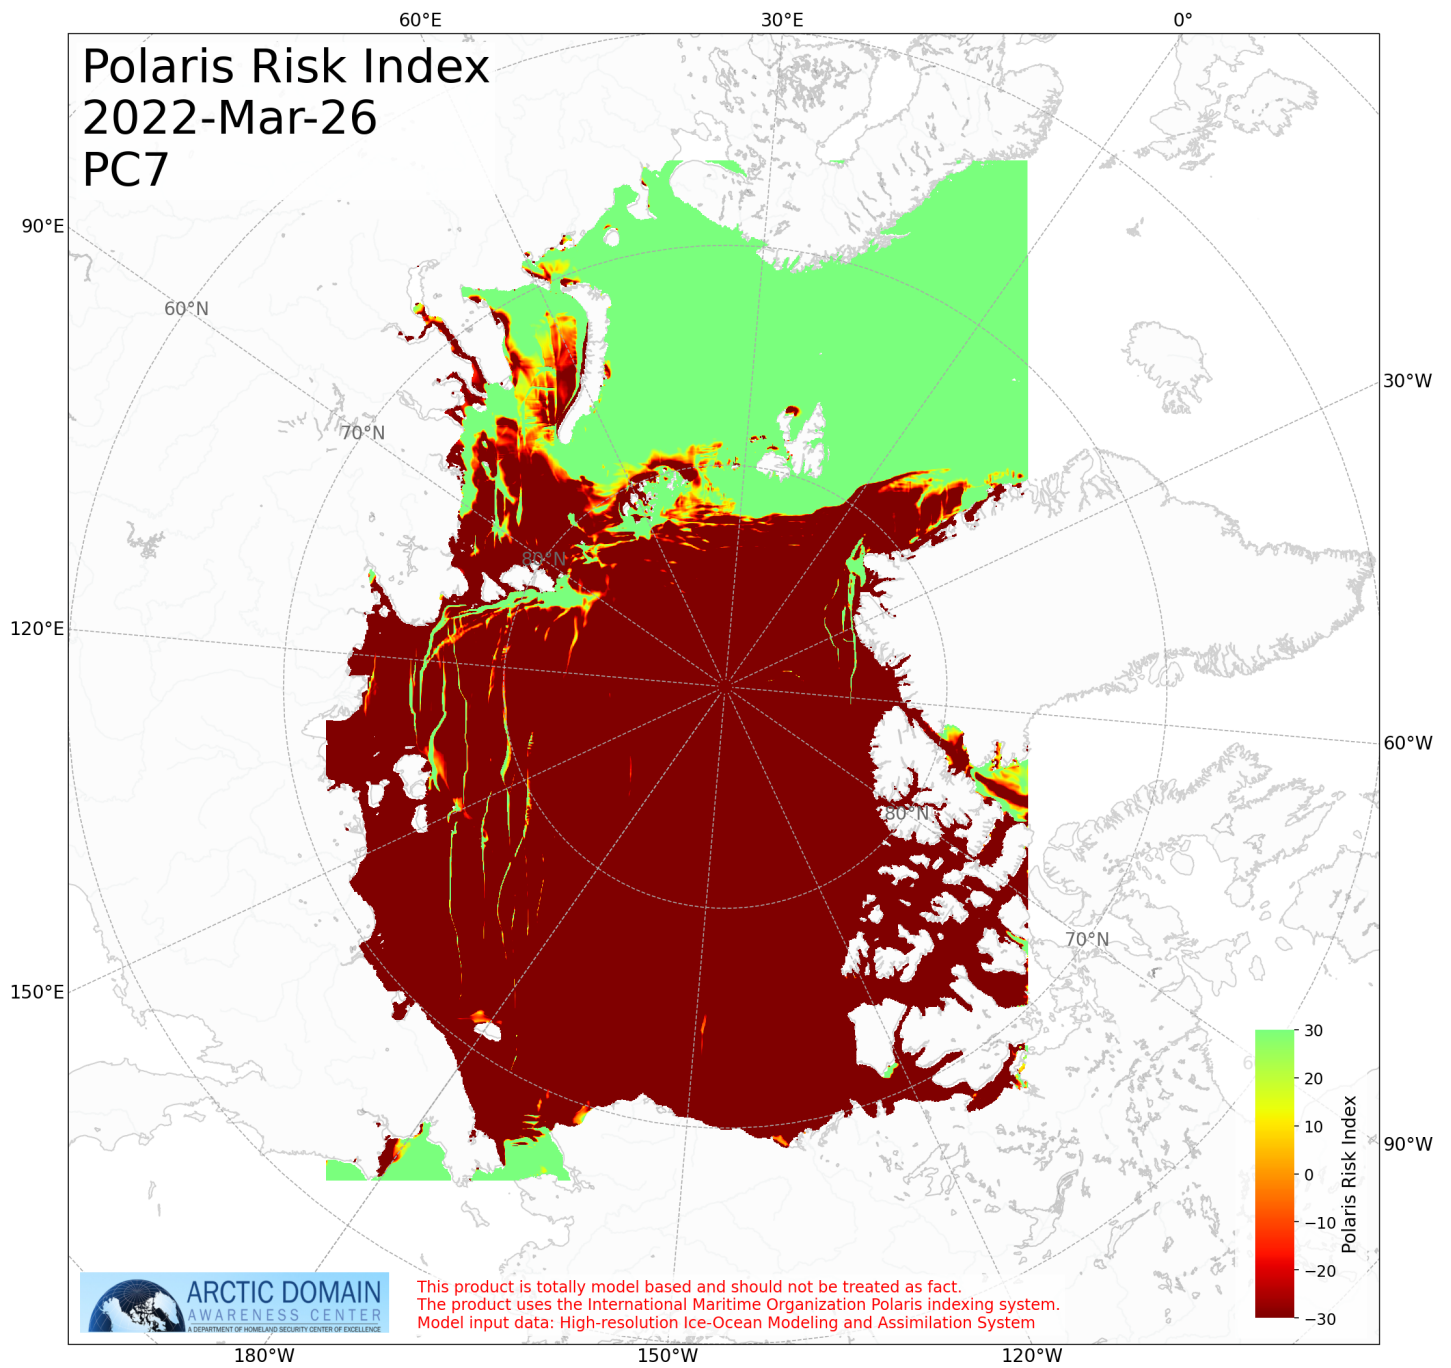 60°E 30°E 0°
Polaris Risk Index
2022-Mar-26
PC7
90°E
60°N
30°W
70°N
80°N
120°E
60°W
80°N
70°N
150°E
30
20
10
0
−10
−20
−30
Polaris Risk Index
90°W
ARCTIC DOMAIN
AWARENESS CENTER
A DEPARTMENT OF HOMELAND SECURITY CENTER OF EXCELLENCE
This product is totally model based and should not be treated as fact.
The product uses the International Maritime Organization Polaris indexing system.
Model input data: High-resolution Ice-Ocean Modeling and Assimilation System
180°W 150°W 120°W